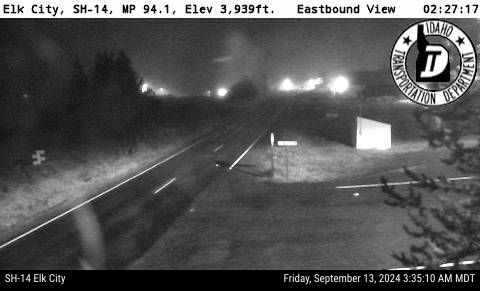 Elk City, SH-14, MP 94.1, Elev 3,939ft. Eastbound View 02:27:17
IDAHO
TRANSPORTATION DEPARTMENT
SH-14 Elk City Friday, September 13, 2024 3:35:10 AM MDT